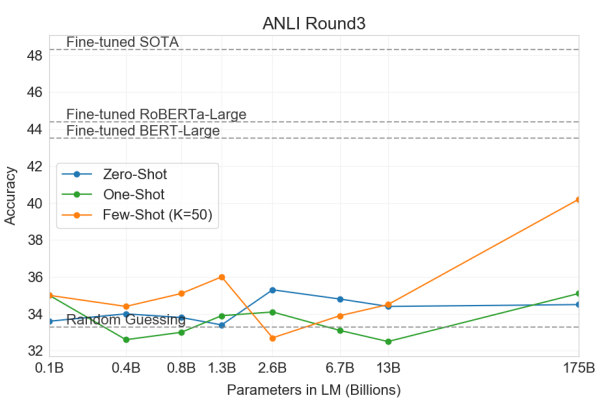 ANLI Round3
Fine-tuned SOTA
Fine-tuned RoBERTa-Large
Fine-tuned BERT-Large
Zero-Shot
One-Shot
Few-Shot (K=50)
Random Guessing
Accuracy
48
46
44
42
40
38
36
34
32
0.1B 0.4B 0.8B 1.3B 2.6B 6.7B 13B 175B
Parameters in LM (Billions)